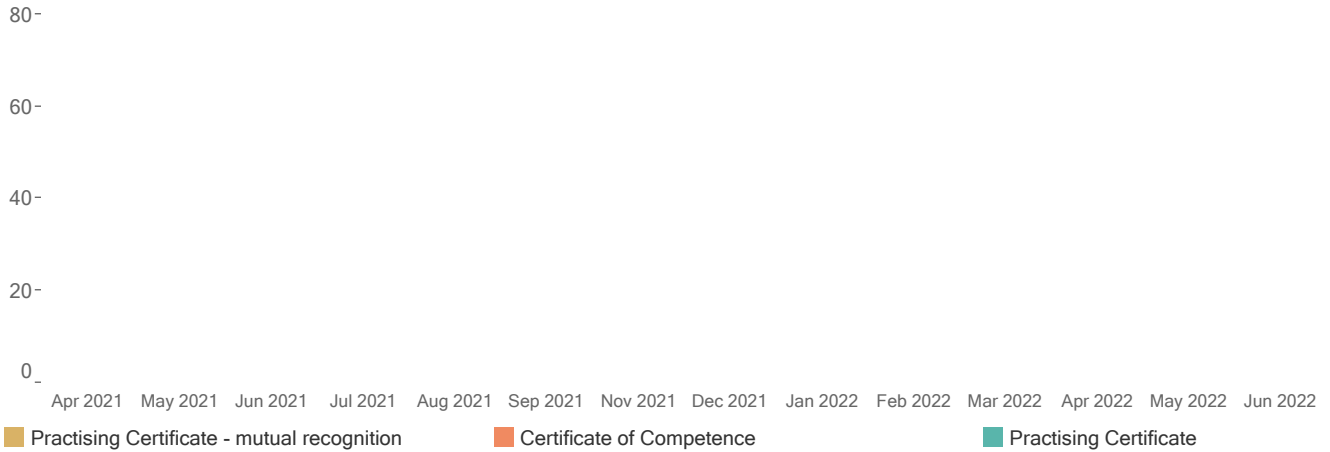 80
60
40
20
0
Apr 2021 May 2021 Jun 2021 Jul 2021 Aug 2021 Sep 2021 Nov 2021 Dec 2021 Jan 2022 Feb 2022 Mar 2022 Apr 2022 May 2022 Jun 2022
Practising Certificate - mutual recognition Certificate of Competence Practising Certificate